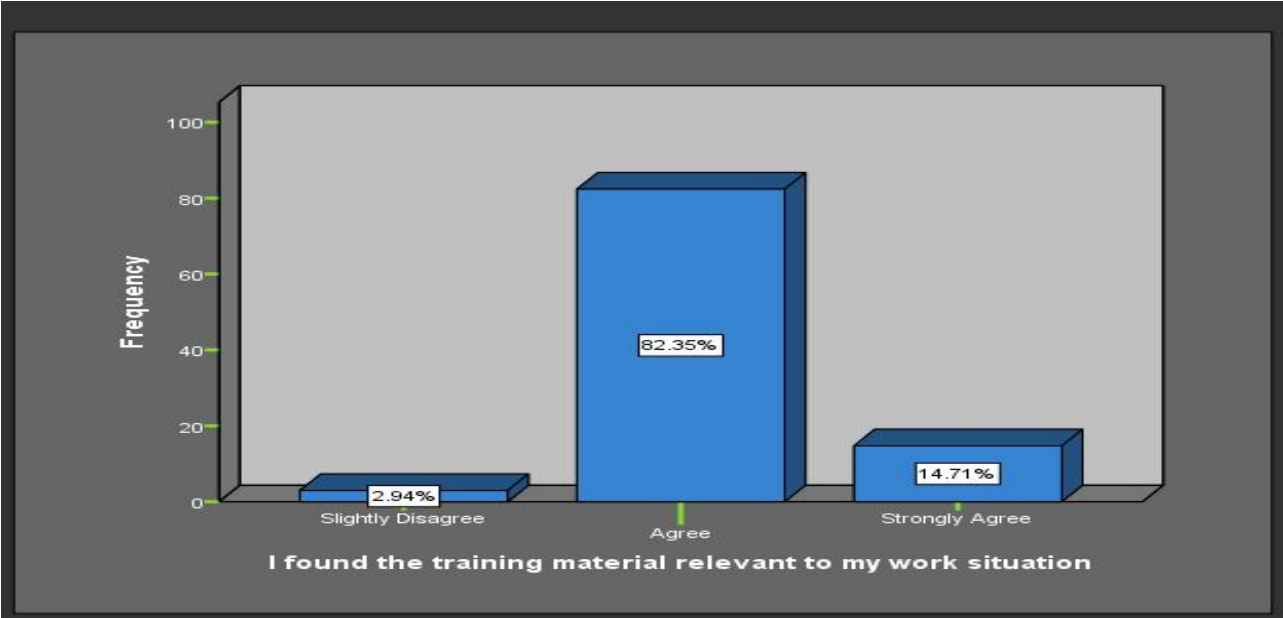 100
80
60
40
20
0
Frequency
2.94%
82.35%
14.71%
Slightly Disagree
Agree
Strongly Agree
I found the training material relevant to my work situation